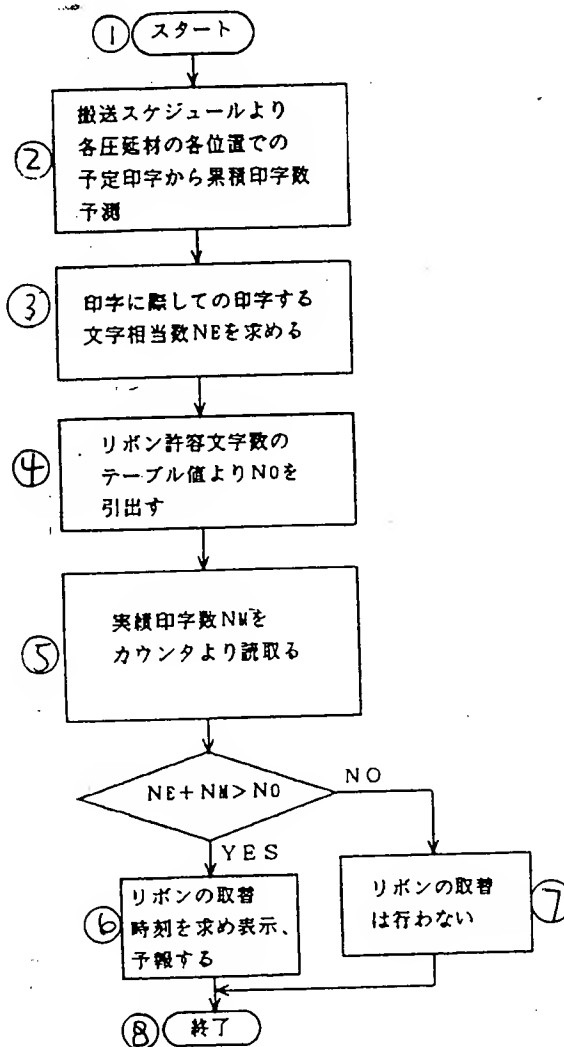 ① スタート
② 搬送スケジュールより
各圧延材の各位置での
予定印字から累積印字数
予測
③ 印字に際しての印字する
文字相当数NEを求める
④ リボン許容文字数の
テーブル値よりN0を
引出す
⑤ 実績印字数NMを
カウンタより読取る
NE+NM>N0
NO
YES
⑥ リボンの取替
時刻を求め表示、
予報する
⑦ リボンの取替
は行わない
⑧ 終了